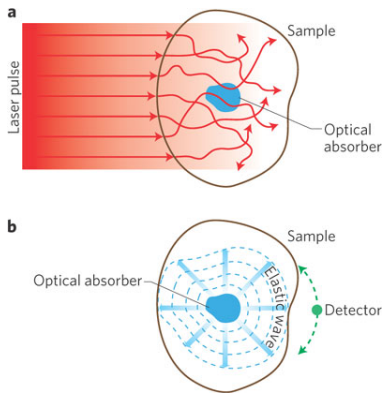 a
Sample
Laser pulse
Optical
absorber
b
Sample
Optical absorber
Elastic wave
Detector